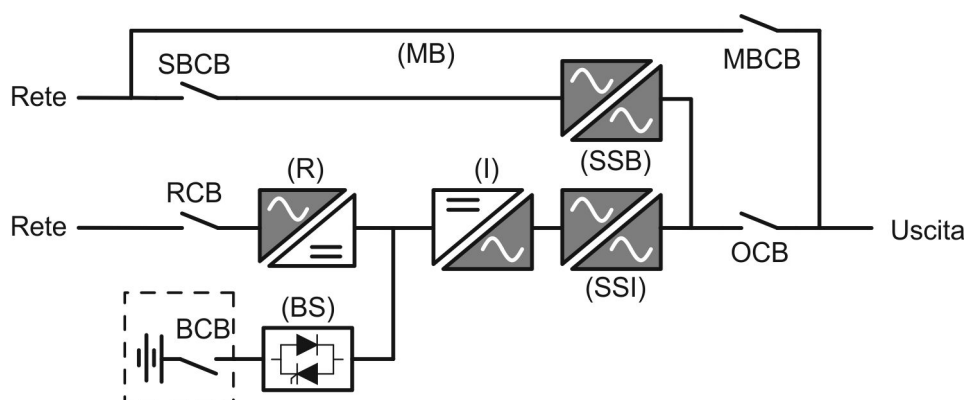 (MB)
MBCB
SBCB
Rete
(SSB)
(R)
(I)
RCB
Rete
Uscita
OCB
(SSI)
(BS)
BCB